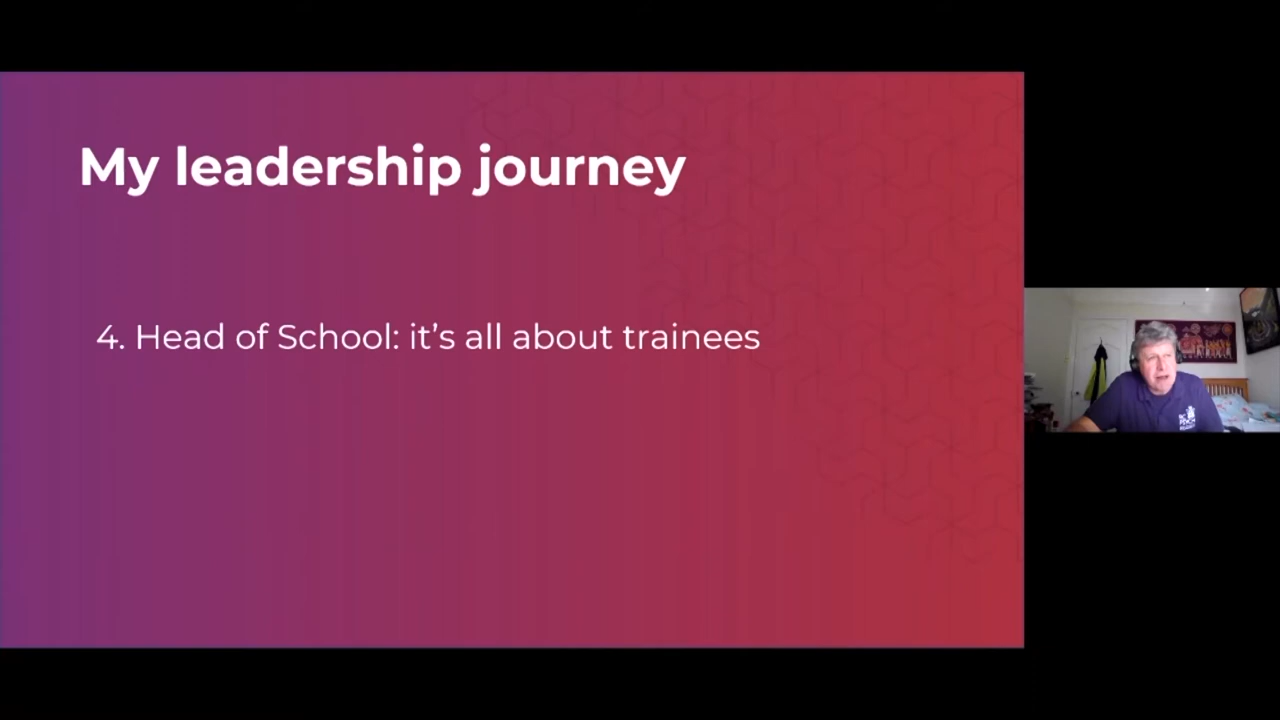 My leadership journey
4. Head of School: it’s all about trainees